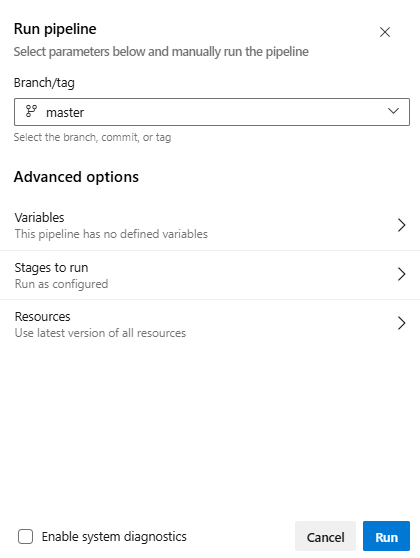 Run pipeline
Select parameters below and manually run the pipeline
Branch/tag
master
Select the branch, commit, or tag
Advanced options
Variables
This pipeline has no defined variables
Stages to run
Run as configured
Resources
Use latest version of all resources
Enable system diagnostics
Cancel
Run